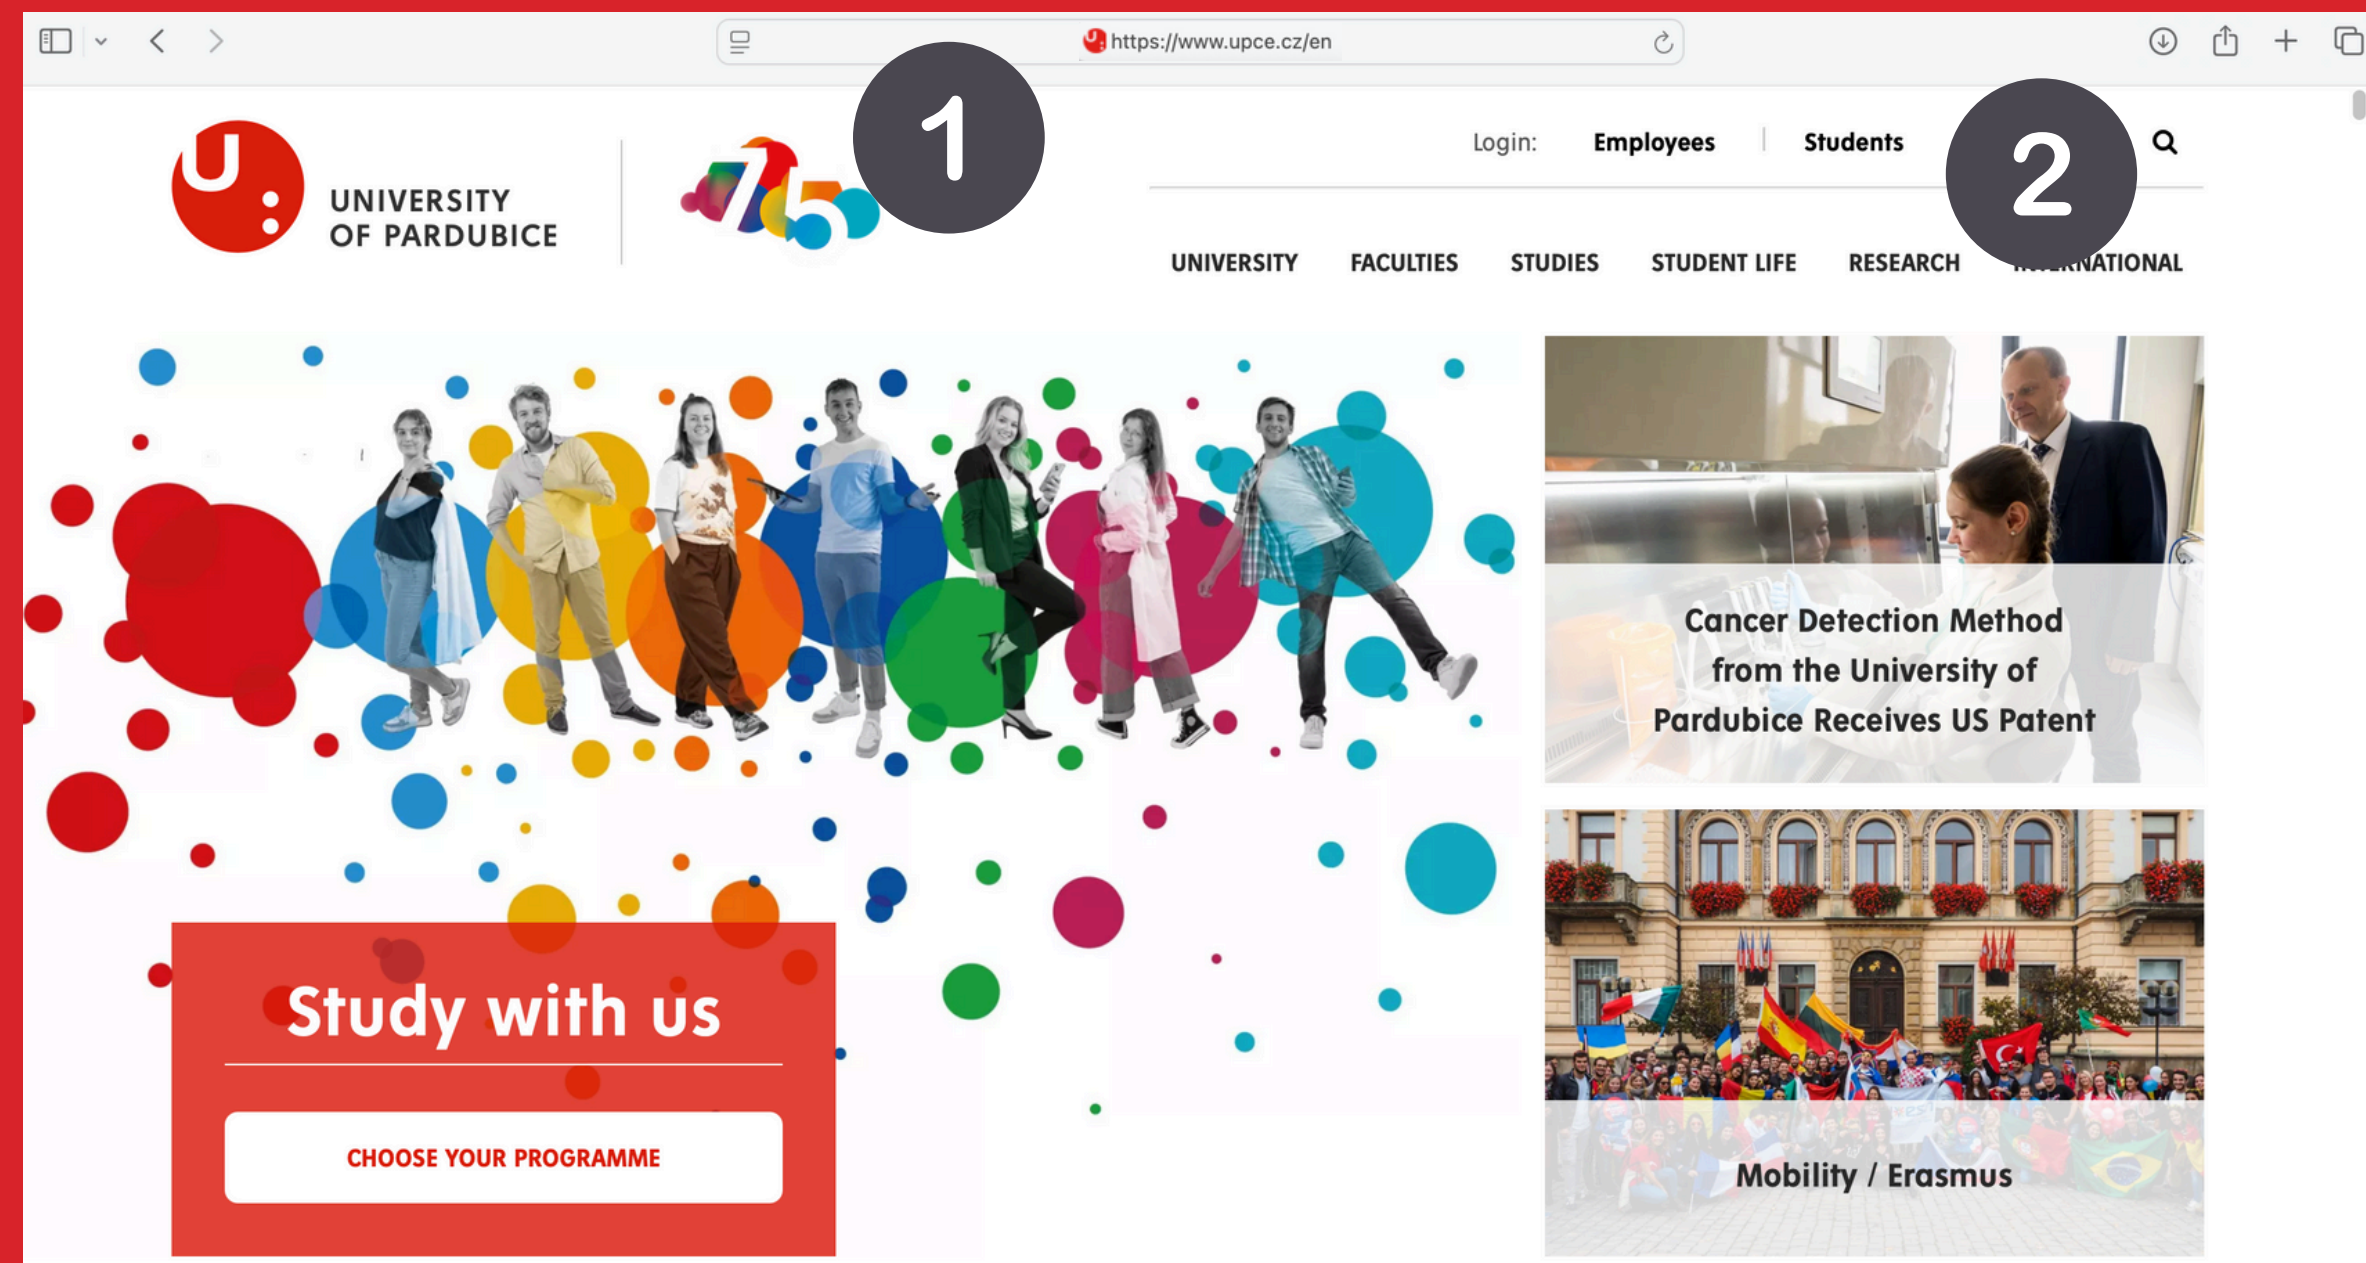 https://www.upce.cz/en
1
2
U
UNIVERSITY
OF PARDUBICE
75
Login: Employees Students
UNIVERSITY FACULTIES STUDIES STUDENT LIFE RESEARCH
Cancer Detection Method
from the University of
Pardubice Receives US Patent
Study with us
CHOOSE YOUR PROGRAMME
Mobility / Erasmus